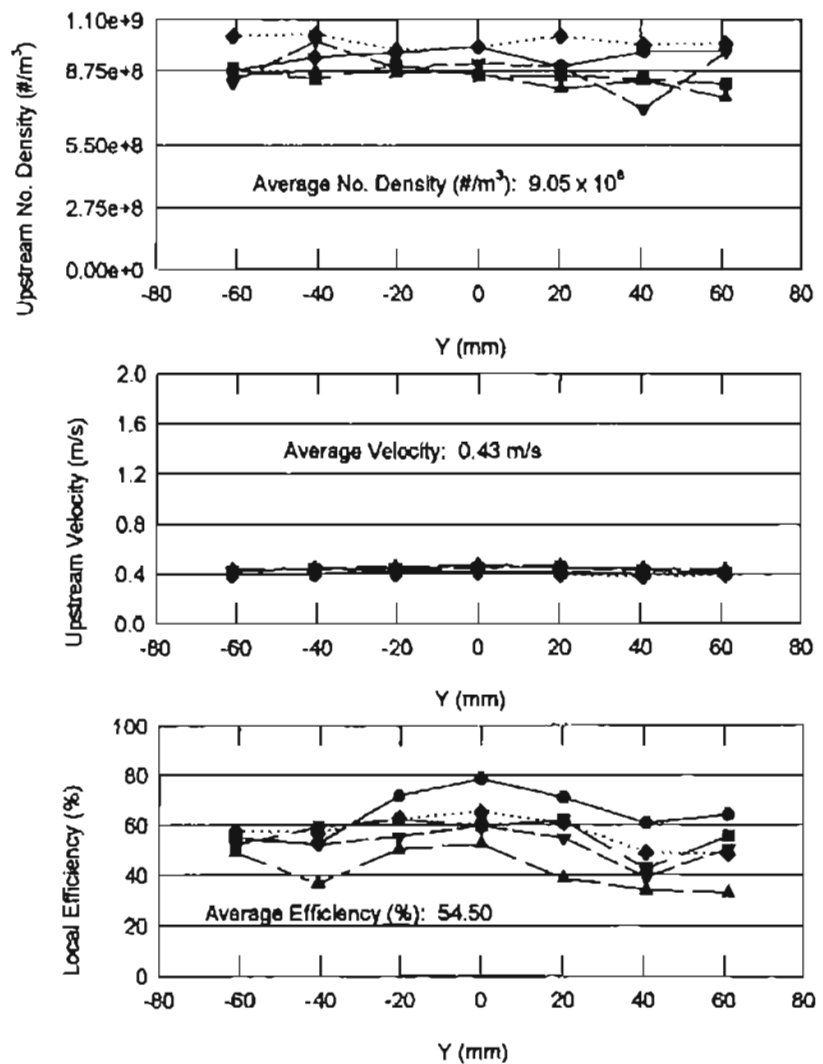 Upstream No. Density (#/m³)
1.10e+9
8.75e+8
5.50e+8
2.75e+8
0.00e+0
Average No. Density (#/m³): 9.05 x 10⁸
-80 -60 -40 -20 0 20 40 60 80
Y (mm)
Upstream Velocity (m/s)
2.0
1.6
1.2
0.8
0.4
0.0
Average Velocity: 0.43 m/s
-80 -60 -40 -20 0 20 40 60 80
Y (mm)
Local Efficiency (%)
100
80
60
40
20
0
Average Efficiency (%): 54.50
-80 -60 -40 -20 0 20 40 60 80
Y (mm)